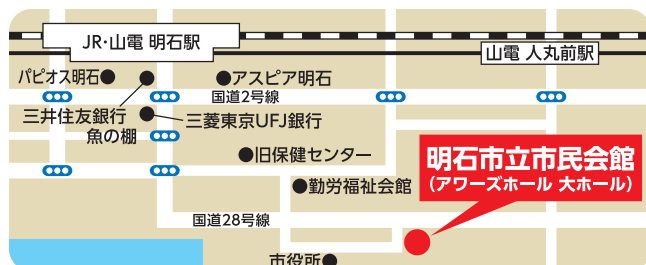 JR・山電 明石駅
山電 人丸前駅
パピオス明石
アスピア明石
国道2号線
三井住友銀行
魚の棚
三菱東京UFJ銀行
旧保健センター
明石市立市民会館
（アワーズホール 大ホール）
勤労福祉会館
国道28号線
市役所